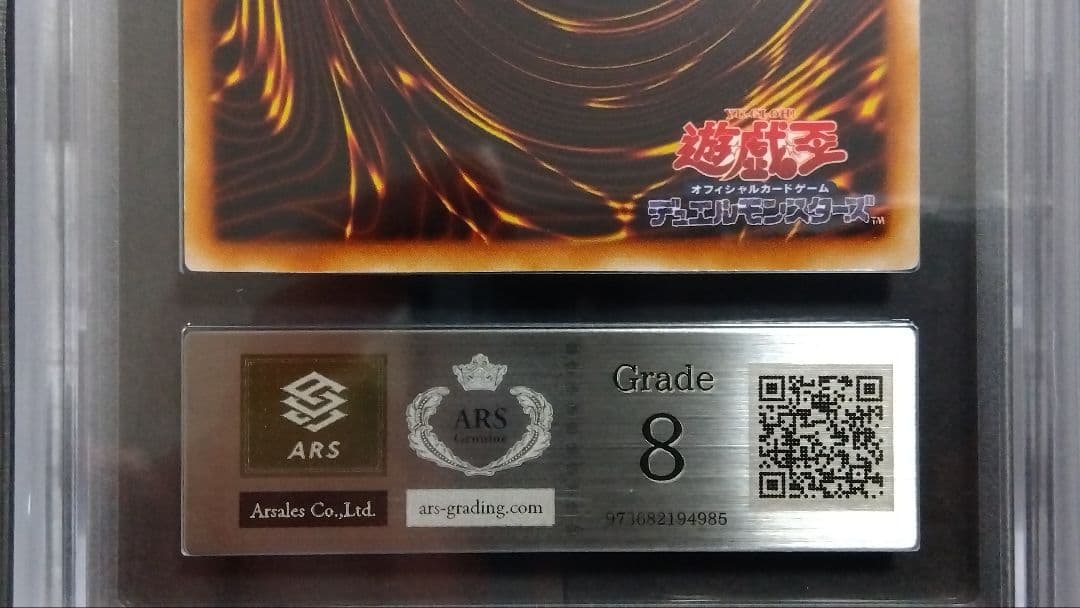 YU-GI-OH!
遊戯王
オフィシャルカードゲーム
デュエルモンスターズ™
ARS
Arsales Co.,Ltd.
ARS
Genuine
ars-grading.com
Grade
8
973682194985